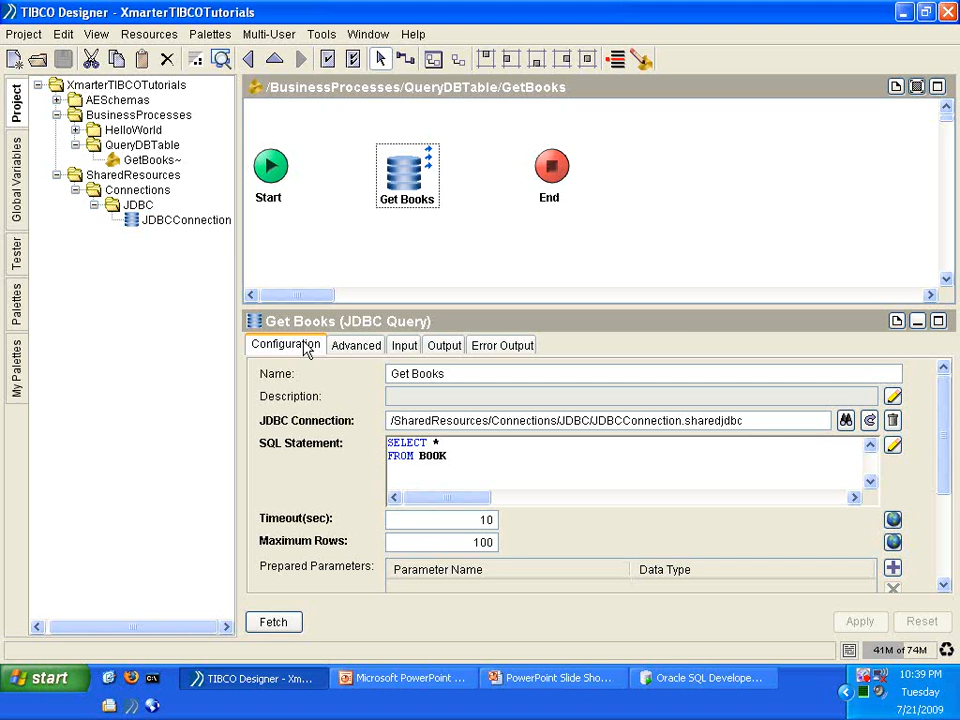 TIBCO Designer - XmarterTIBCOTutorials
Project Edit View Resources Palettes Multi-User Tools Window Help
Project
Global Variables
Tester
Palettes
My Palettes
XmarterTIBCOTutorials
AESchemas
BusinessProcesses
HelloWorld
QueryDBTable
GetBooks~
SharedResources
Connections
JDBC
JDBCConnection
/BusinessProcesses/QueryDBTable/GetBooks
Start
Get Books
End
Get Books (JDBC Query)
Configuration Advanced Input Output Error Output
Name: Get Books
Description:
JDBC Connection: /SharedResources/Connections/JDBC/JDBCConnection.sharedjdbc
SQL Statement: SELECT *
FROM BOOK
Timeout(sec): 10
Maximum Rows: 100
Prepared Parameters: Parameter Name Data Type
Fetch Apply Reset
41M of 74M
start
TIBCO Designer - Xm...
Microsoft PowerPoint ...
PowerPoint Slide Sho...
Oracle SQL Develope...
10:39 PM
Tuesday
7/21/2009